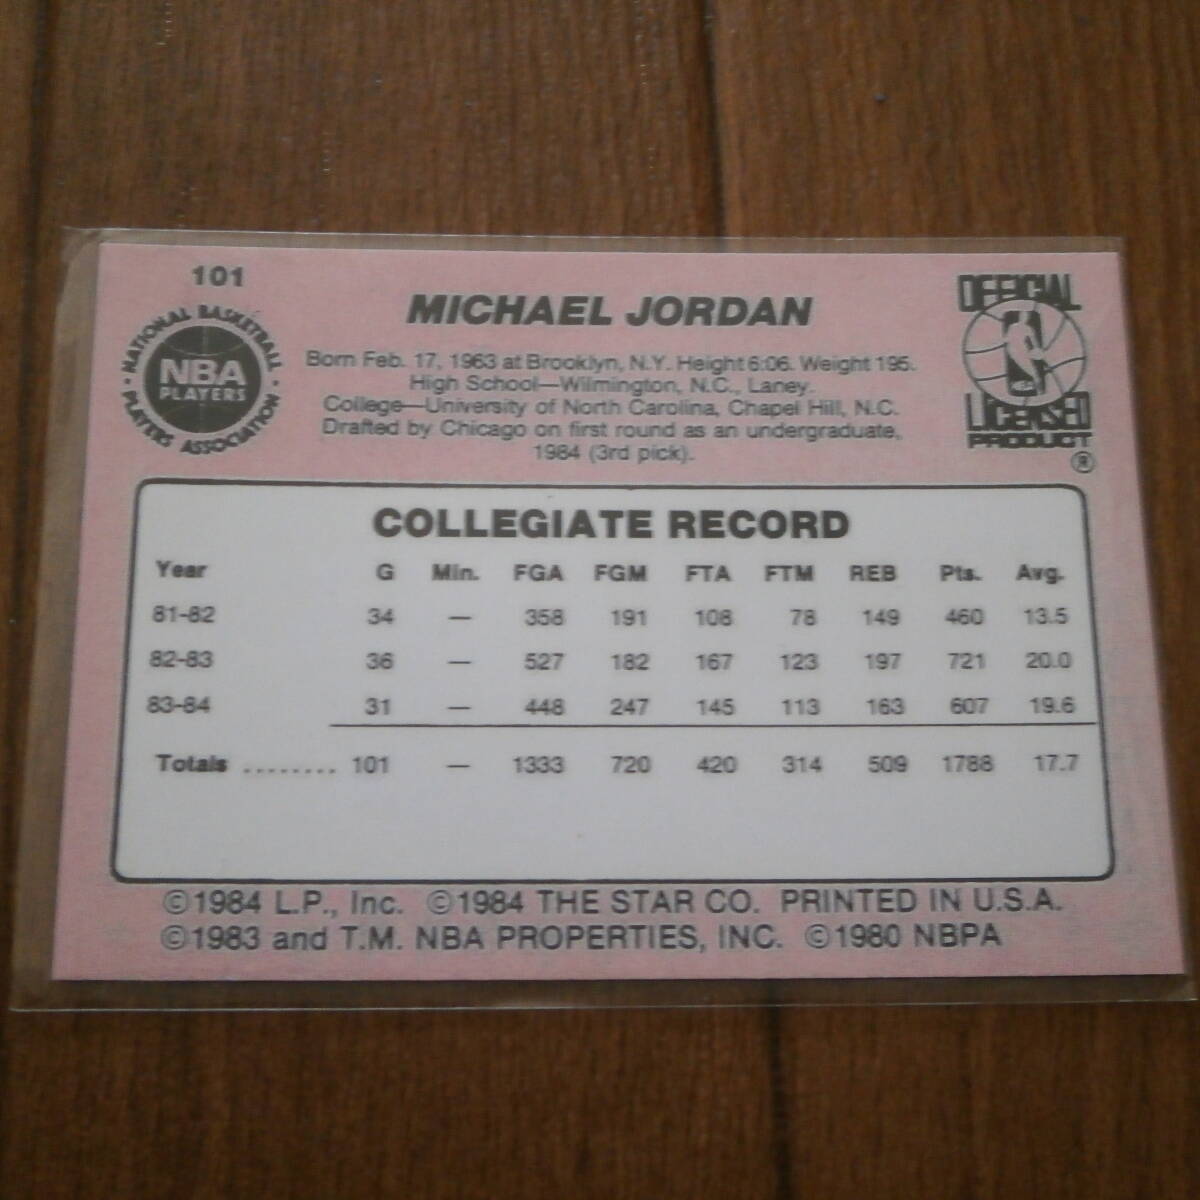 101
MICHAEL JORDAN
NATIONAL BASKETBALL
NBA
PLAYERS
PLAYERS ASSOCIATION
OFFICIAL
NBA
LICENSED
PRODUCT
®
Born Feb. 17, 1963 at Brooklyn, N.Y. Height 6:06. Weight 195.
High School—Wilmington, N.C., Laney.
College—University of North Carolina, Chapel Hill, N.C.
Drafted by Chicago on first round as an undergraduate,
1984 (3rd pick).
COLLEGIATE RECORD
Year G Min. FGA FGM FTA FTM REB Pts. Avg.
81-82 34 — 358 191 108 78 149 460 13.5
82-83 36 — 527 182 167 123 197 721 20.0
83-84 31 — 448 247 145 113 163 607 19.6
Totals ........ 101 — 1333 720 420 314 509 1788 17.7
©1984 L.P., Inc. ©1984 THE STAR CO. PRINTED IN U.S.A.
©1983 and T.M. NBA PROPERTIES, INC. ©1980 NBPA